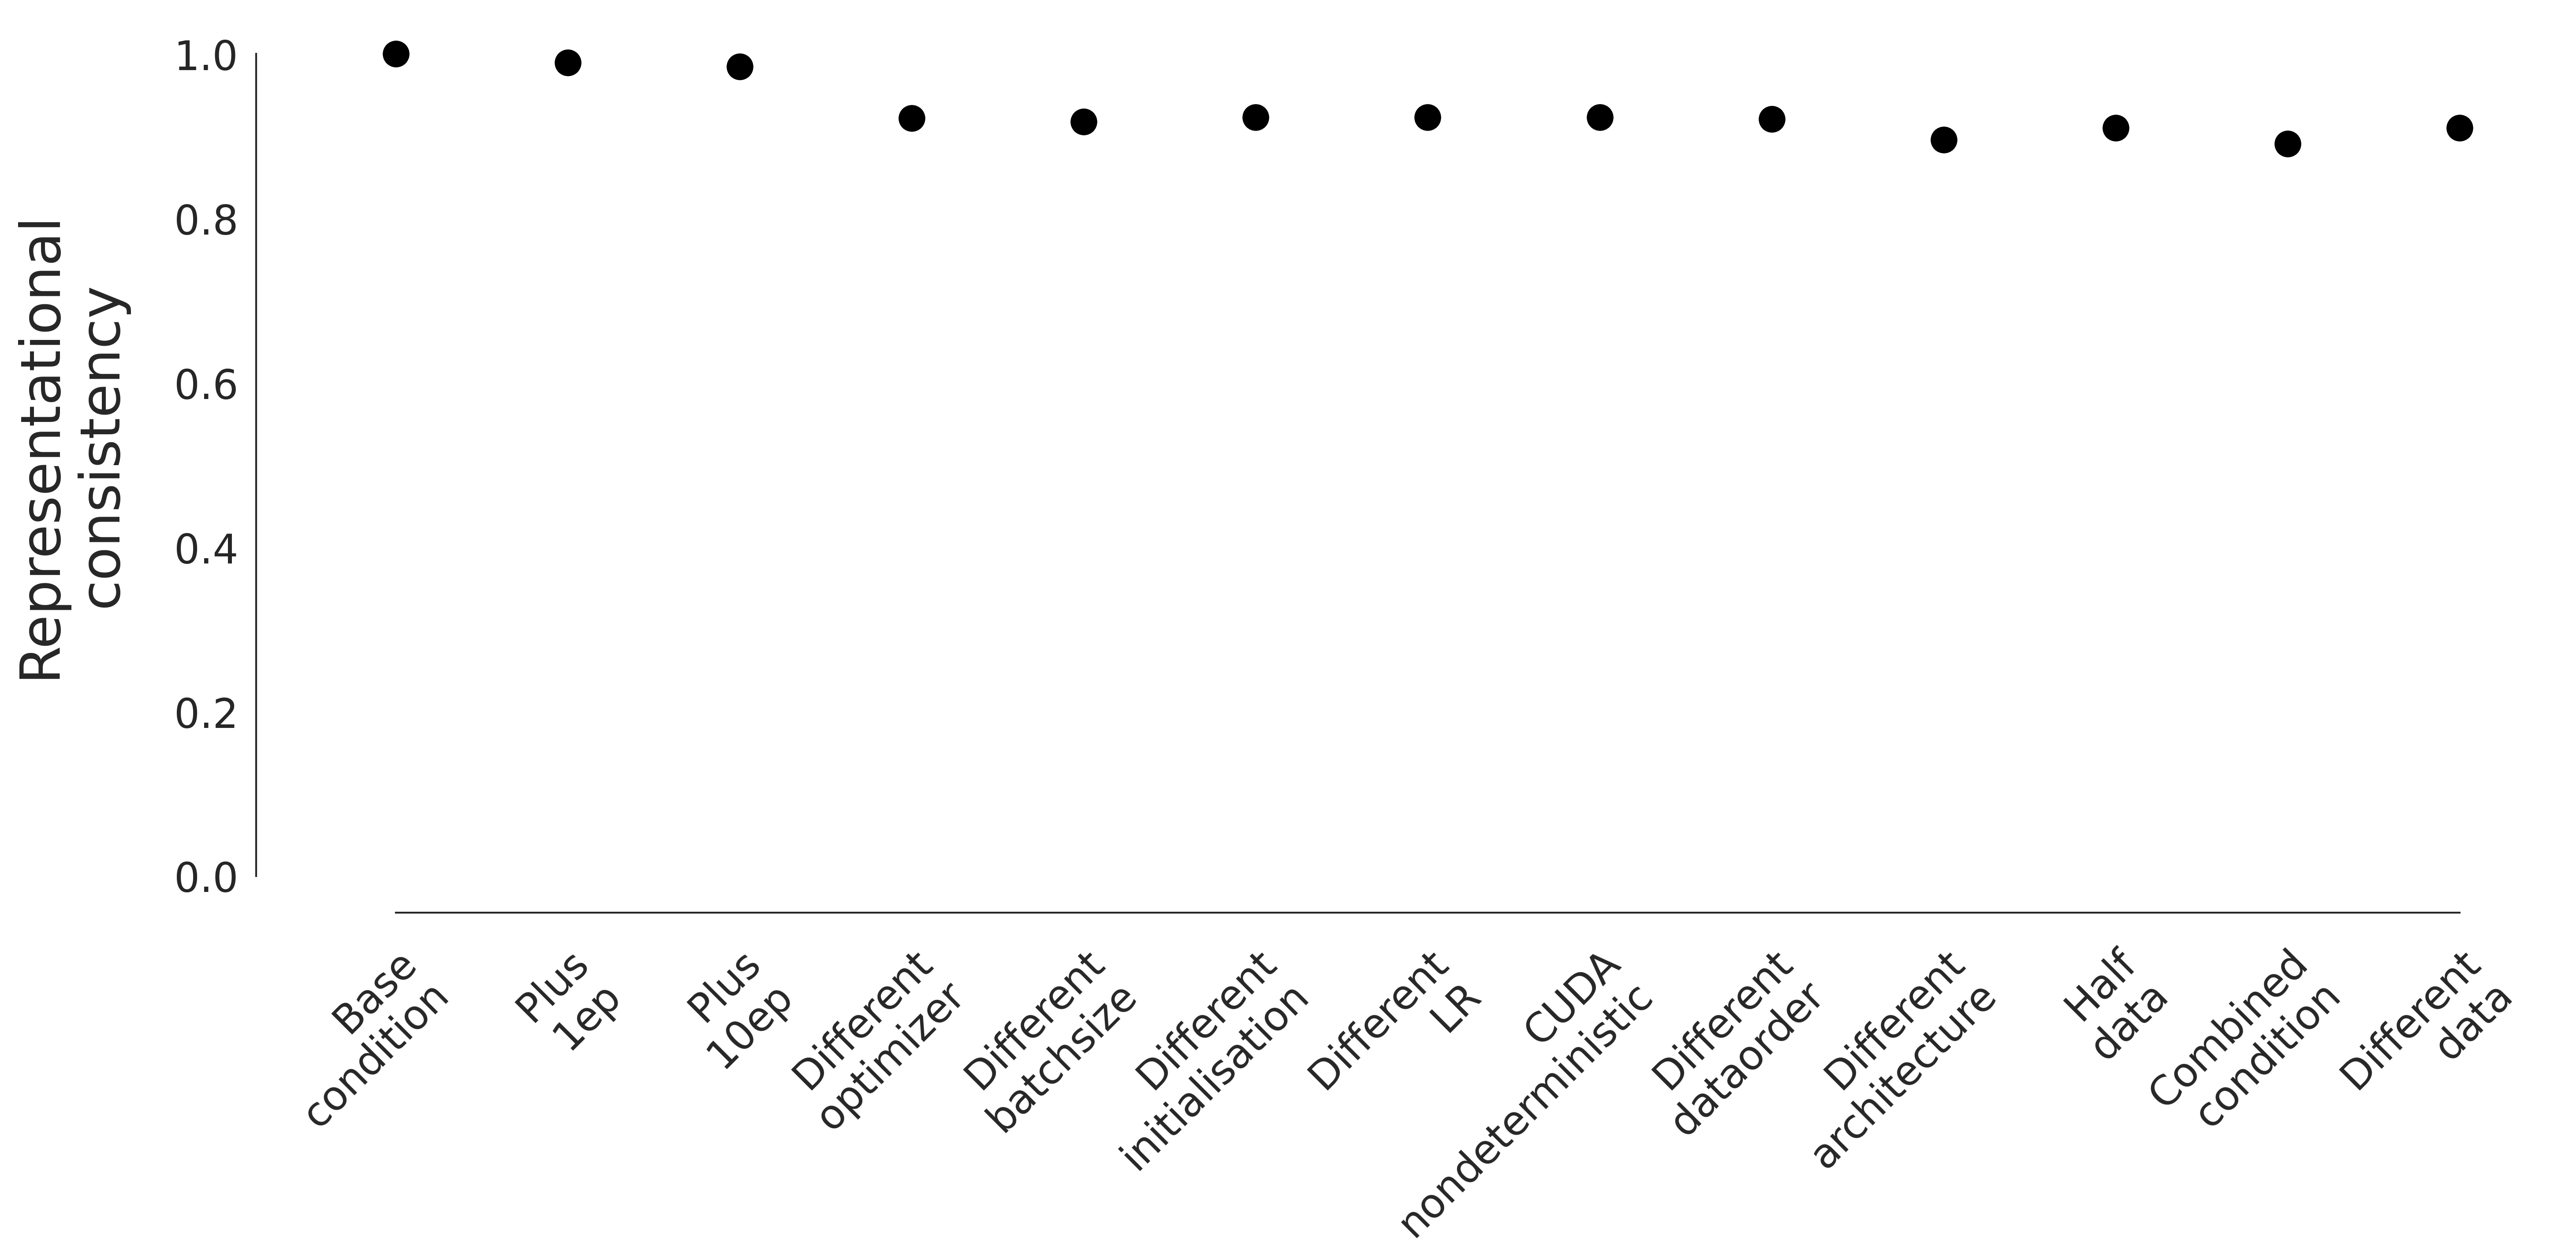 Representational
consistency
1.0
0.8
0.6
0.4
0.2
0.0
Base
condition
Plus
1ep
Plus
10ep
Different
optimizer
Different
batchsize
Different
initialisation
Different
LR
CUDA
nondeterministic
Different
dataorder
Different
architecture
Half
data
Combined
condition
Different
data